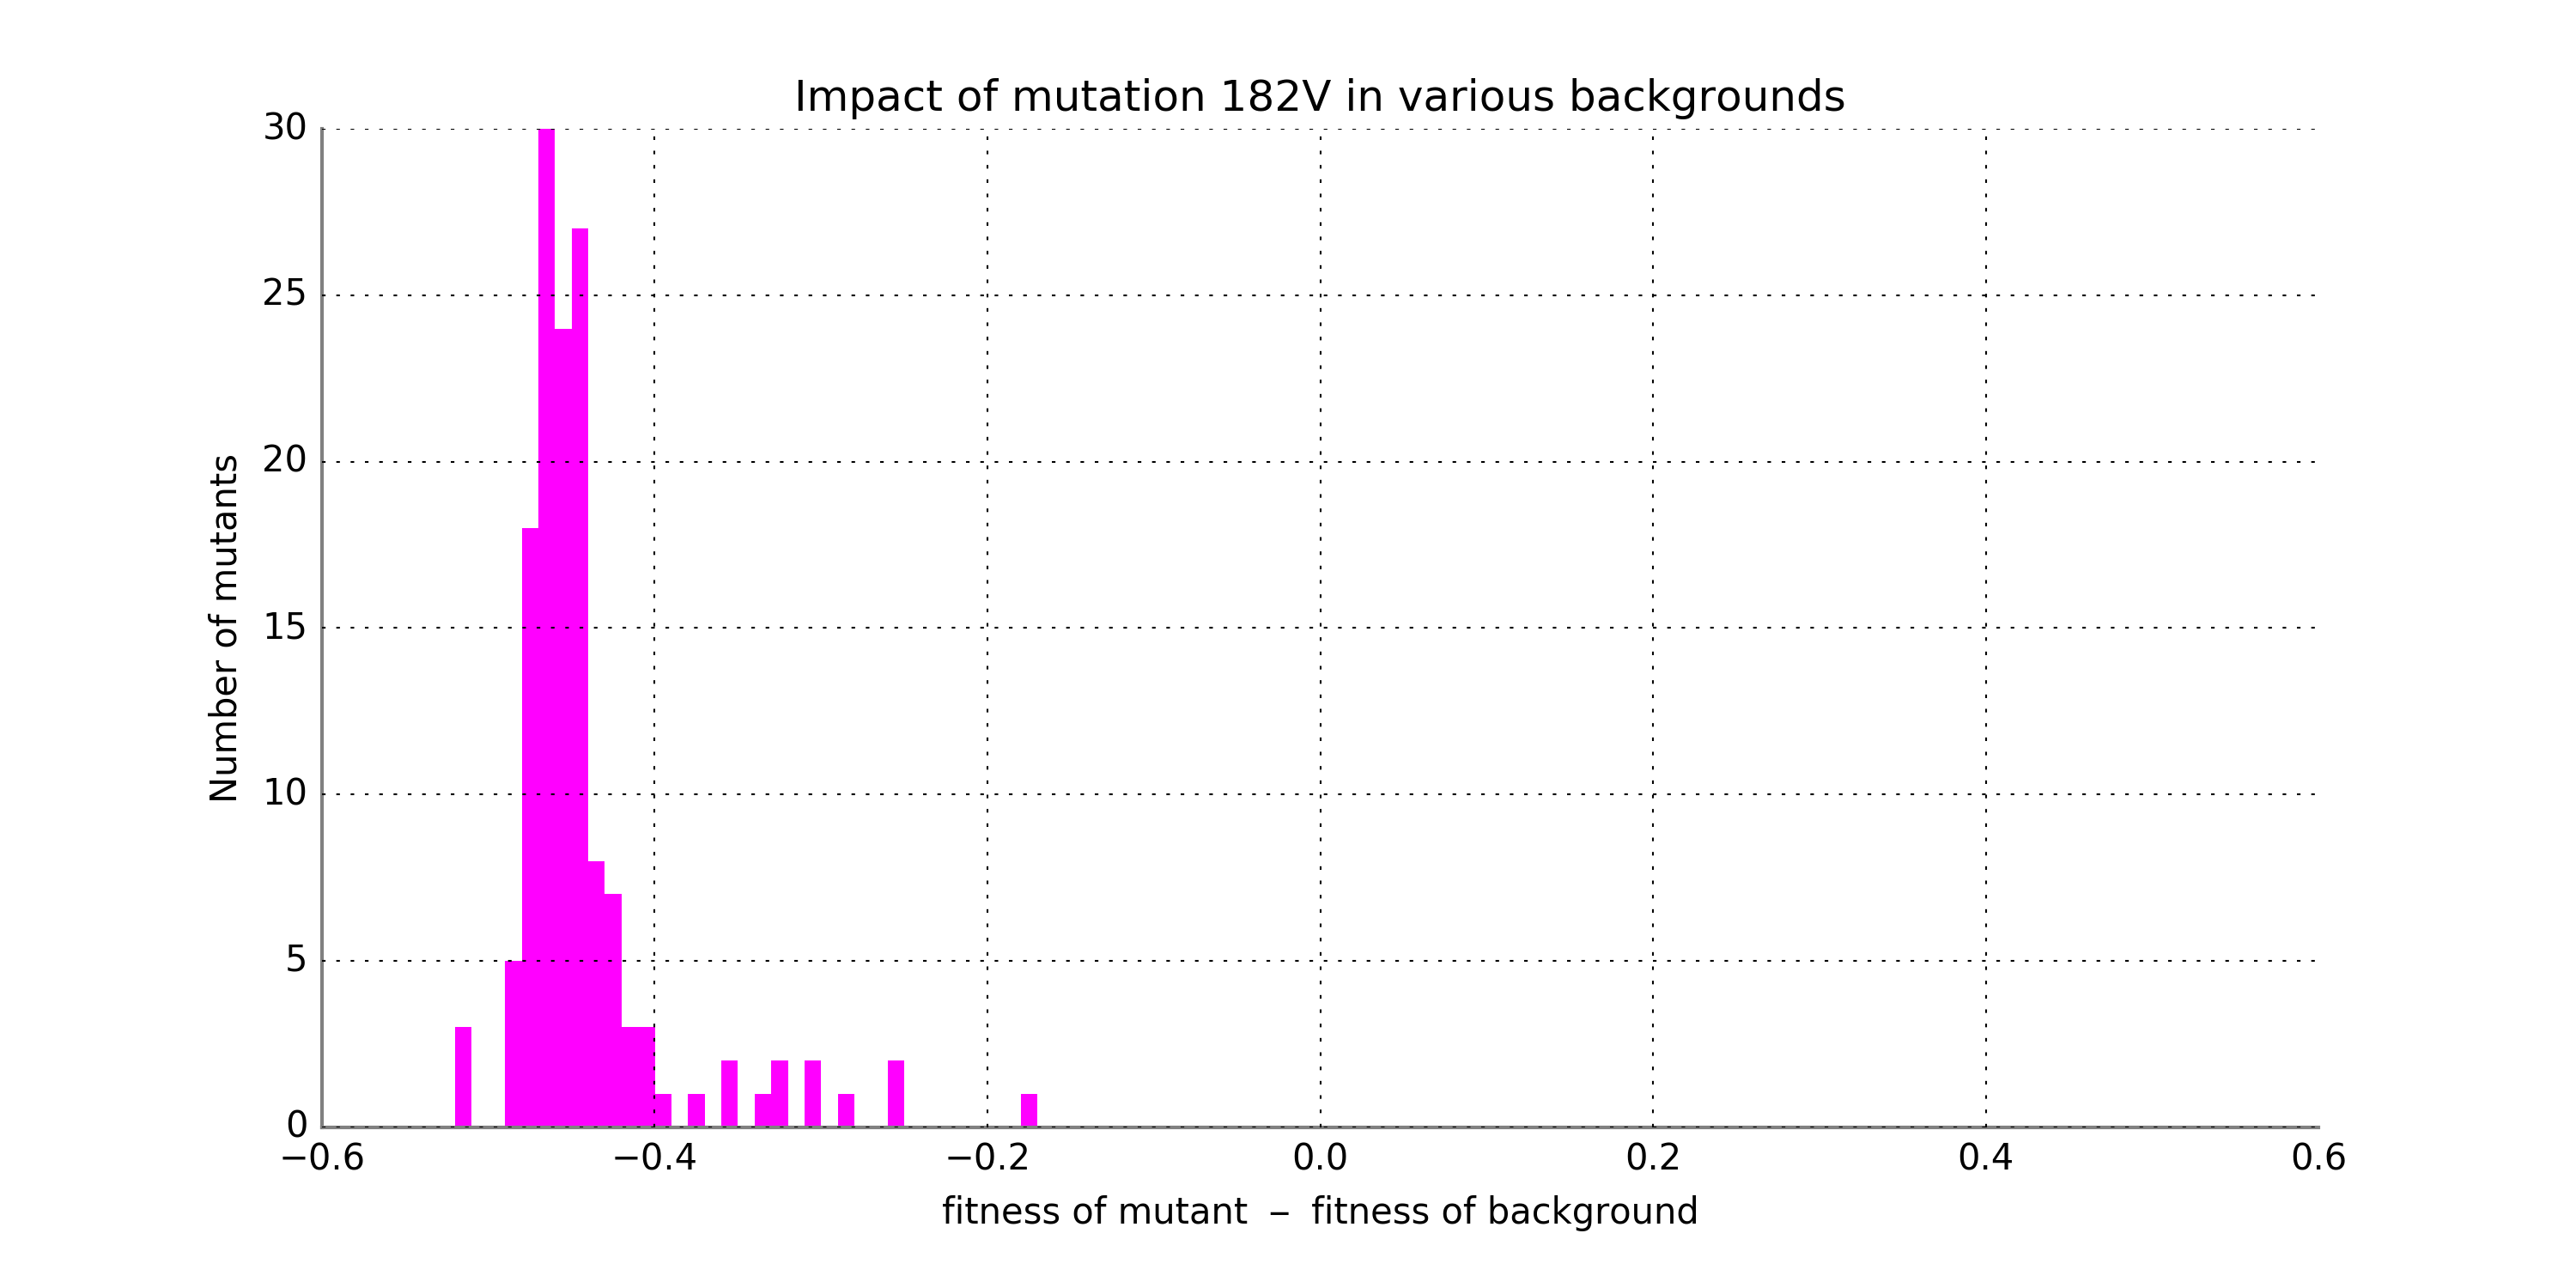 Impact of mutation 182V in various backgrounds
30
25
20
15
10
5
0
Number of mutants
−0.6 −0.4 −0.2 0.0 0.2 0.4 0.6
fitness of mutant − fitness of background